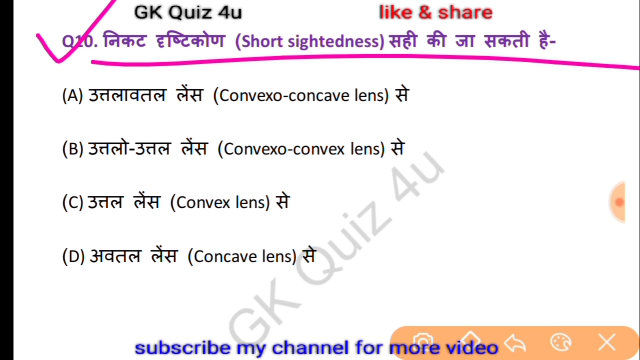 GK Quiz 4u like & share
Q10. निकट दृष्टिकोण (Short sightedness) सही की जा सकती है-
(A) उत्तलावतल लेंस (Convexo-concave lens) से
(B) उत्तलो-उत्तल लेंस (Convexo-convex lens) से
(C) उत्तल लेंस (Convex lens) से
(D) अवतल लेंस (Concave lens) से
GK Quiz 4u
subscribe my channel for more video